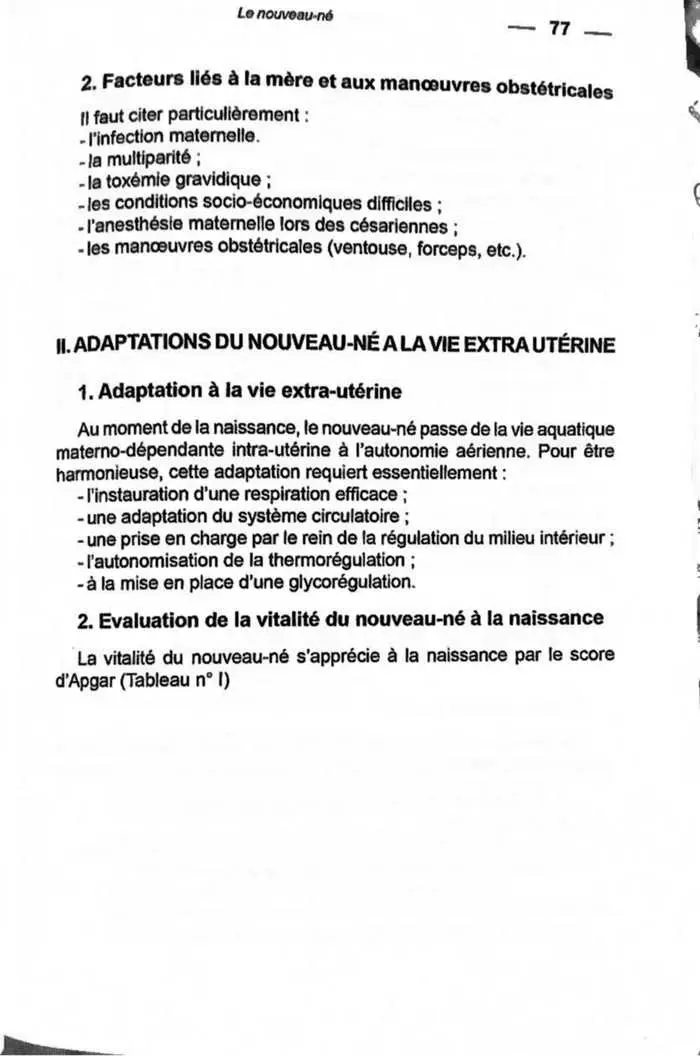 Le nouveau-né
— 77 —
2. Facteurs liés à la mère et aux manœuvres obstétricales
Il faut citer particulièrement :
- l'infection maternelle.
- la multiparité ;
- la toxémie gravidique ;
- les conditions socio-économiques difficiles ;
- l'anesthésie maternelle lors des césariennes ;
- les manœuvres obstétricales (ventouse, forceps, etc.).
II. ADAPTATIONS DU NOUVEAU-NÉ A LA VIE EXTRA UTÉRINE
1. Adaptation à la vie extra-utérine
Au moment de la naissance, le nouveau-né passe de la vie aquatique
materno-dépendante intra-utérine à l'autonomie aérienne. Pour être
harmonieuse, cette adaptation requiert essentiellement :
- l'instauration d'une respiration efficace ;
- une adaptation du système circulatoire ;
- une prise en charge par le rein de la régulation du milieu intérieur ;
- l'autonomisation de la thermorégulation ;
- à la mise en place d'une glycorégulation.
2. Evaluation de la vitalité du nouveau-né à la naissance
La vitalité du nouveau-né s'apprécie à la naissance par le score
d'Apgar (Tableau n° I)